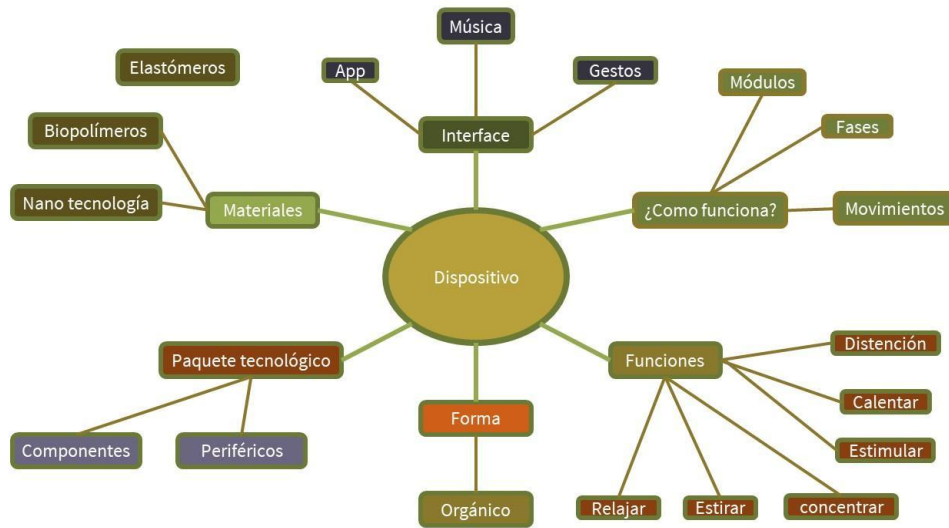 Música
Elastómeros
App
Gestos
Módulos
Biopolímeros
Interface
Fases
Nano tecnología
Materiales
¿Como funciona?
Movimientos
Dispositivo
Paquete tecnológico
Funciones
Distención
Calentar
Forma
Componentes
Periféricos
Estimular
Orgánico
Relajar
Estirar
concentrar